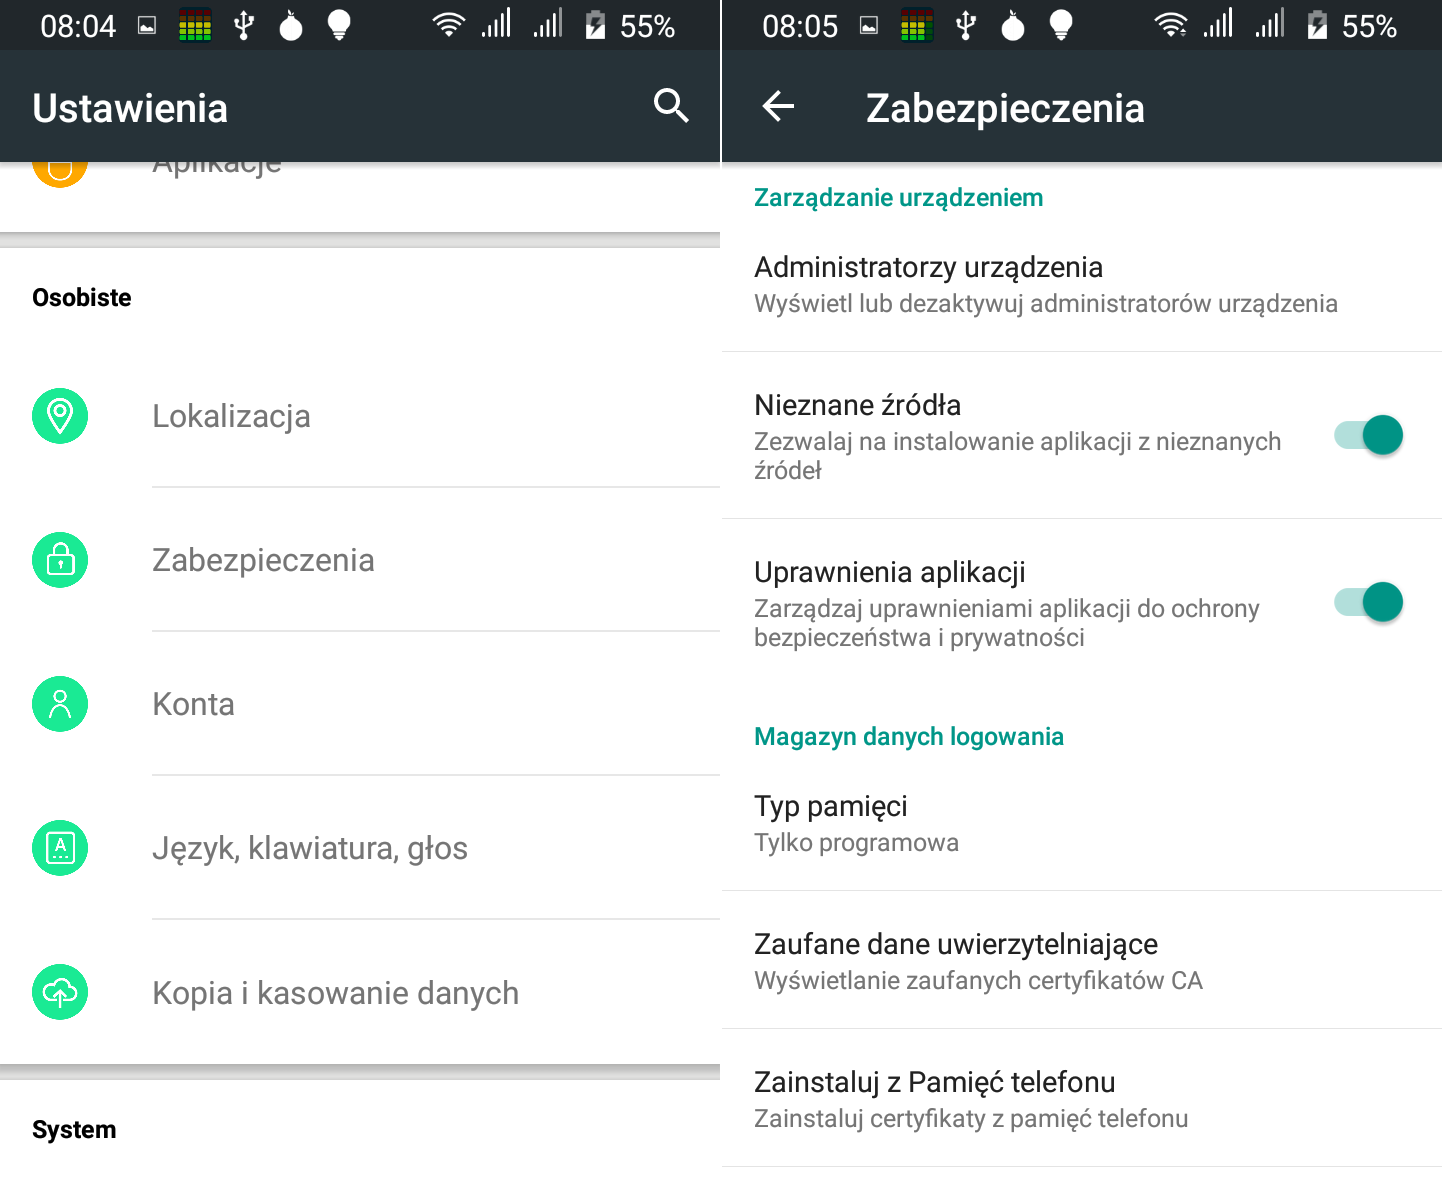 08:04 55%
Ustawienia
Aplikacje
Osobiste
Lokalizacja
Zabezpieczenia
Konta
A
Język, klawiatura, głos
Kopia i kasowanie danych
System
08:05 55%
Zabezpieczenia
Zarządzanie urządzeniem
Administratorzy urządzenia
Wyświetl lub dezaktywuj administratorów urządzenia
Nieznane źródła
Zezwalaj na instalowanie aplikacji z nieznanych
źródeł
Uprawnienia aplikacji
Zarządzaj uprawnieniami aplikacji do ochrony
bezpieczeństwa i prywatności
Magazyn danych logowania
Typ pamięci
Tylko programowa
Zaufane dane uwierzytelniające
Wyświetlanie zaufanych certyfikatów CA
Zainstaluj z Pamięć telefonu
Zainstaluj certyfikaty z pamięć telefonu